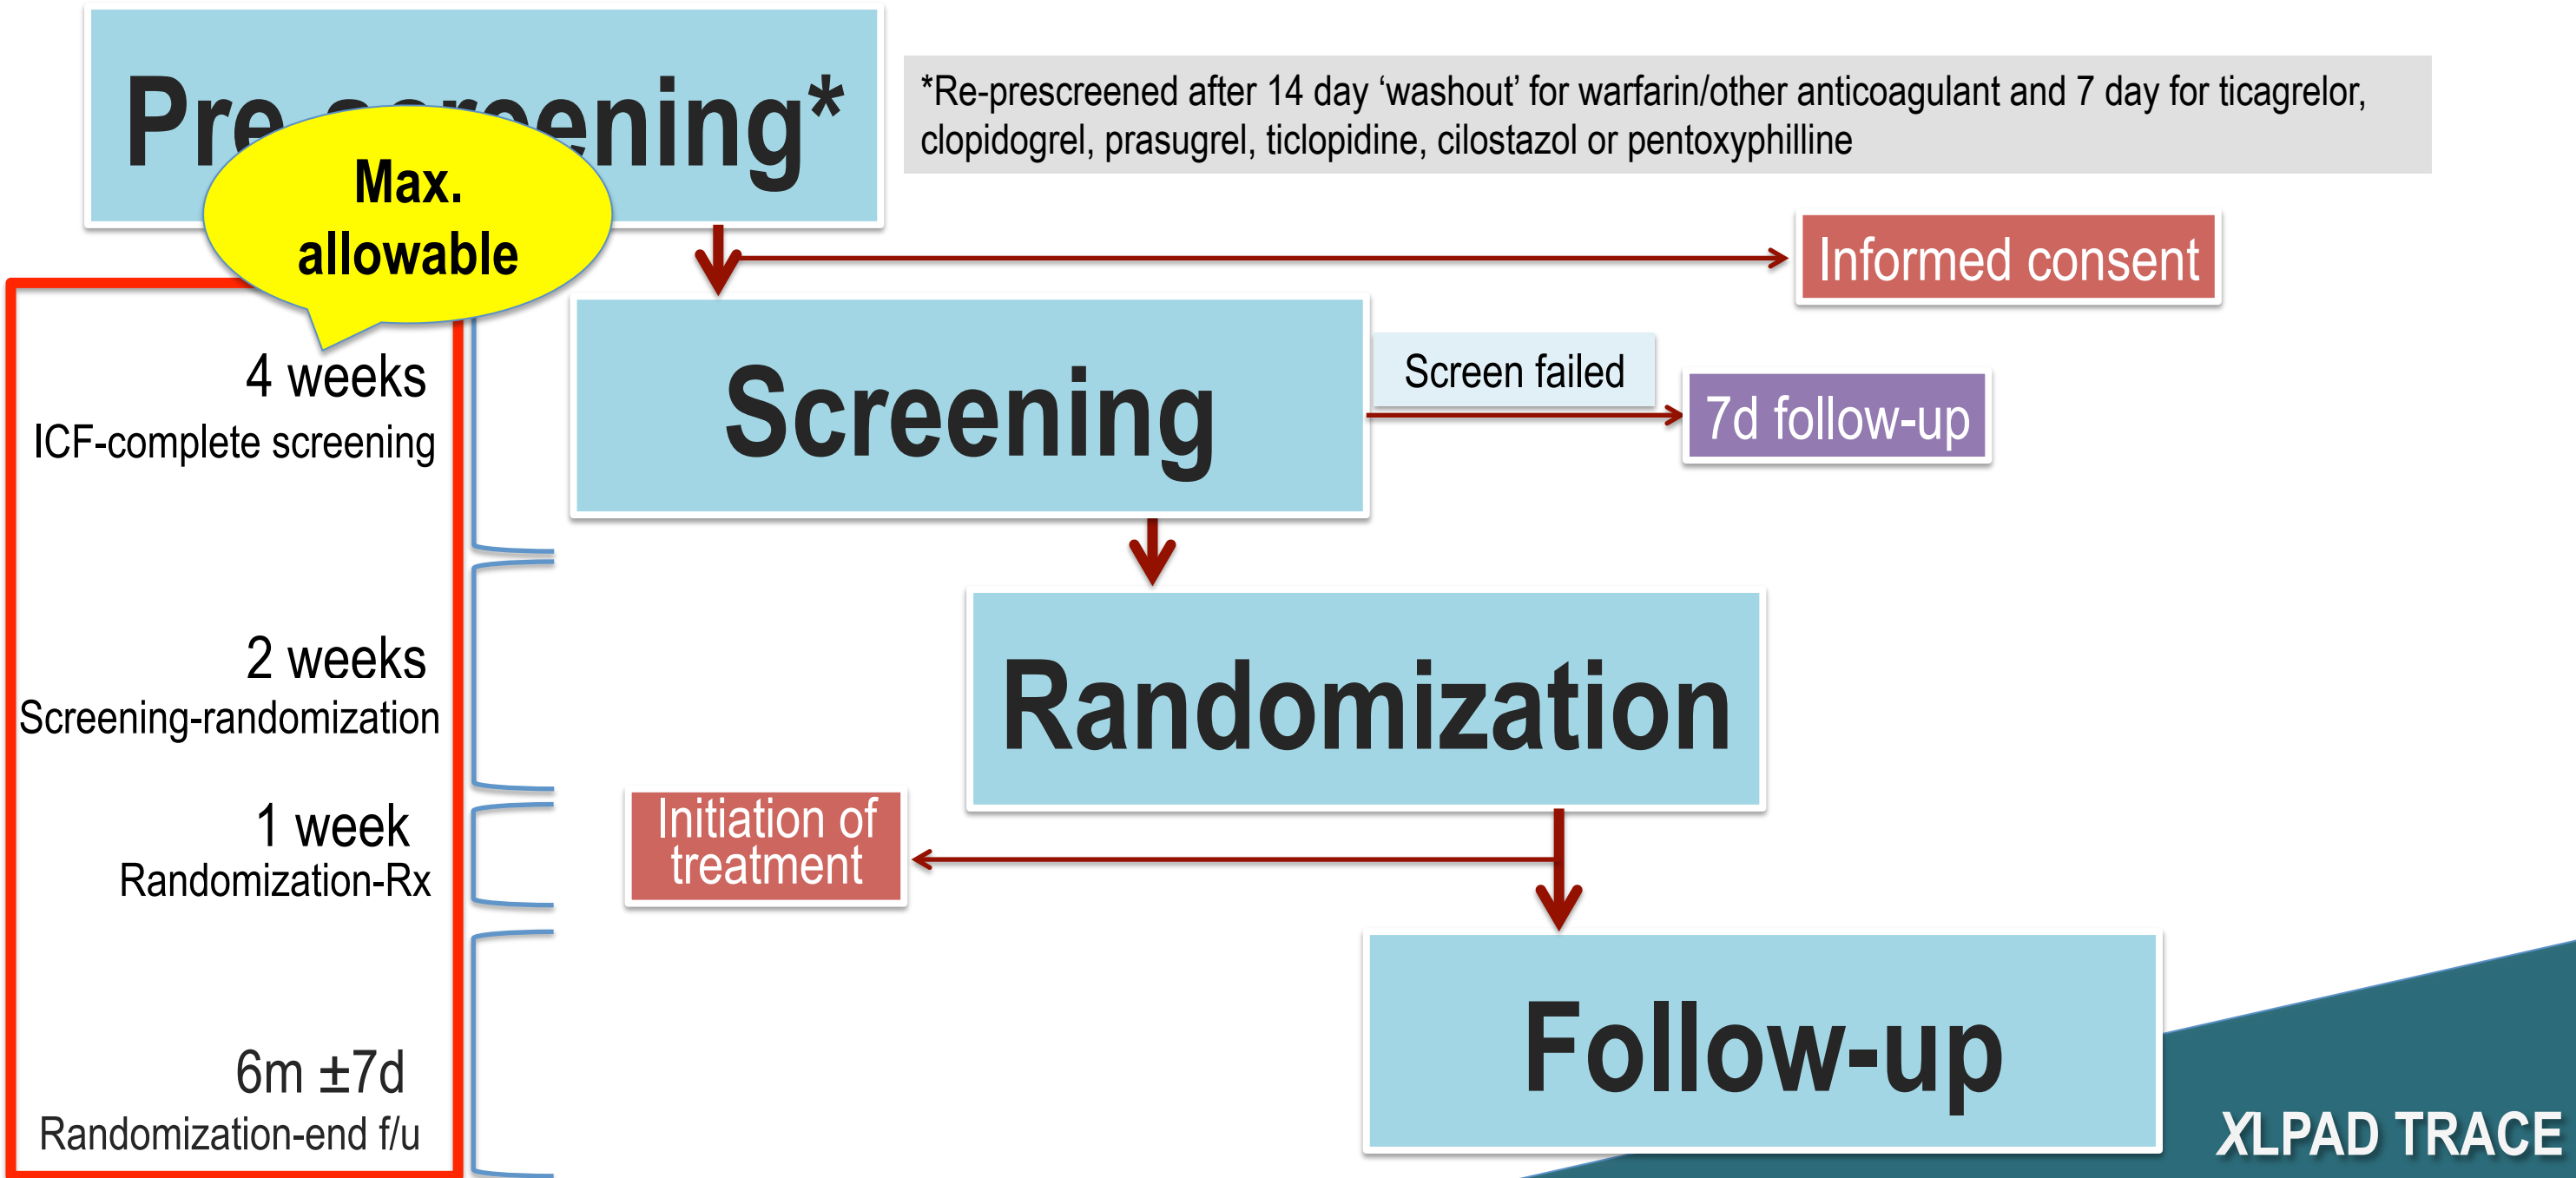 Pre-screening*
*Re-prescreened after 14 day ‘washout’ for warfarin/other anticoagulant and 7 day for ticagrelor,
clopidogrel, prasugrel, ticlopidine, cilostazol or pentoxyphilline
Max.
allowable
Informed consent
4 weeks
ICF-complete screening
Screening
Screen failed
7d follow-up
2 weeks
Screening-randomization
Randomization
1 week
Randomization-Rx
Initiation of
treatment
6m ±7d
Randomization-end f/u
Follow-up
XLPAD TRACE